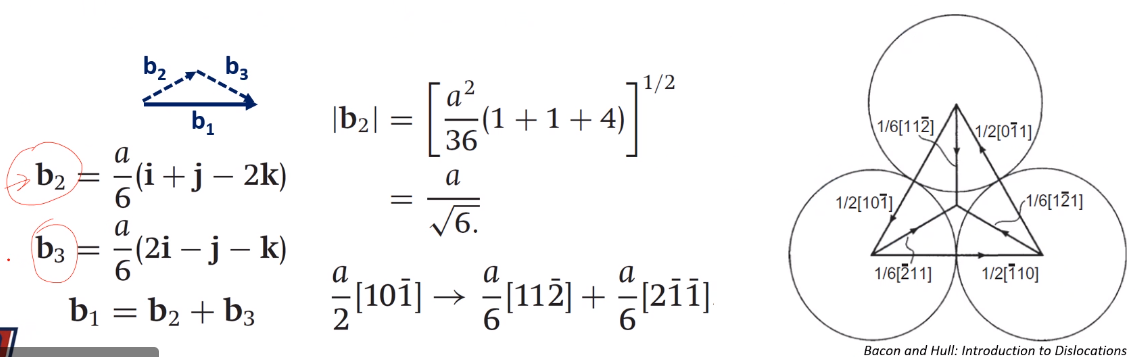 b₂ b₃
b₁
b₂ = a/6 (i + j − 2k)
b₃ = a/6 (2i − j − k)
b₁ = b₂ + b₃
|b₂| = [a²/36 (1 + 1 + 4)]^1/2
= a/√6.
a/2 [101̄] → a/6 [112̄] + a/6 [21̄1̄]
1/6[112̄] 1/2[01̄1]
1/2[101̄] 1/6[12̄1]
1/6[2̄11] 1/2[1̄10]
Bacon and Hull: Introduction to Dislocations